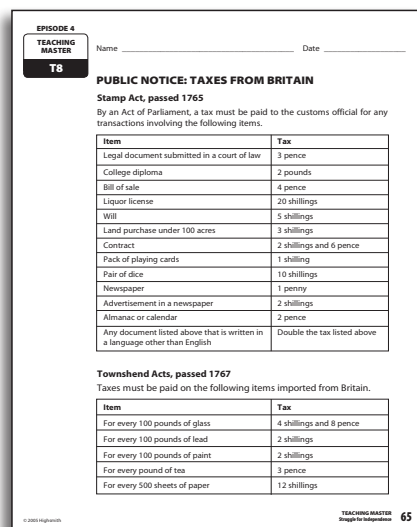 EPISODE 4
TEACHING
MASTER
T8
Name Date
PUBLIC NOTICE: TAXES FROM BRITAIN
Stamp Act, passed 1765
By an Act of Parliament, a tax must be paid to the customs official for any
transactions involving the following items.
Item Tax
Legal document submitted in a court of law 3 pence
College diploma 2 pounds
Bill of sale 4 pence
Liquor license 20 shillings
Will 5 shillings
Land purchase under 100 acres 3 shillings
Contract 2 shillings and 6 pence
Pack of playing cards 1 shilling
Pair of dice 10 shillings
Newspaper 1 penny
Advertisement in a newspaper 2 shillings
Almanac or calendar 2 pence
Any document listed above that is written in Double the tax listed above
a language other than English
Townshend Acts, passed 1767
Taxes must be paid on the following items imported from Britain.
Item Tax
For every 100 pounds of glass 4 shillings and 8 pence
For every 100 pounds of lead 2 shillings
For every 100 pounds of paint 2 shillings
For every pound of tea 3 pence
For every 500 sheets of paper 12 shillings
© 2005 Highsmith
TEACHING MASTER
Struggle for Independence 65